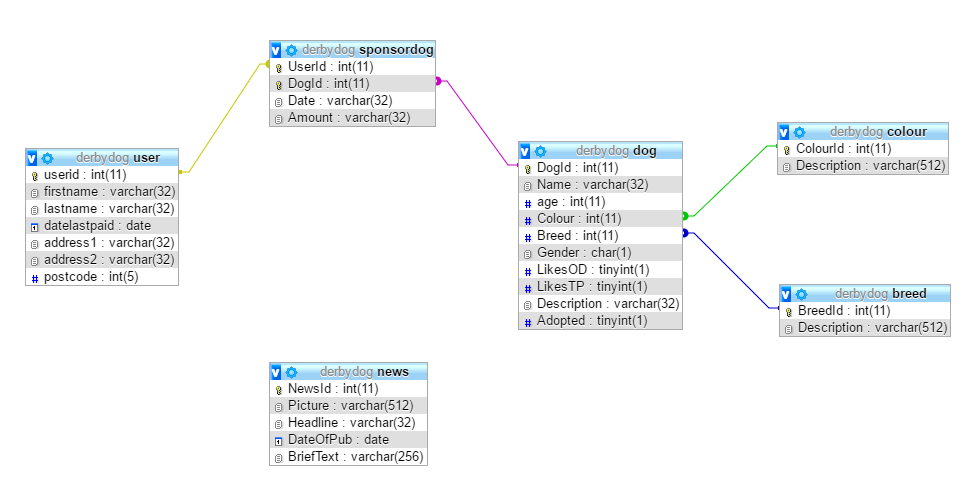 derbydog sponsordog
UserId : int(11)
DogId : int(11)
Date : varchar(32)
Amount : varchar(32)
derbydog user
userid : int(11)
firstname : varchar(32)
lastname : varchar(32)
datelastpaid : date
address1 : varchar(32)
address2 : varchar(32)
postcode : int(5)
derbydog dog
DogId : int(11)
Name : varchar(32)
age : int(11)
Colour : int(11)
Breed : int(11)
Gender : char(1)
LikesOD : tinyint(1)
LikesTP : tinyint(1)
Description : varchar(32)
Adopted : tinyint(1)
derbydog colour
ColourId : int(11)
Description : varchar(512)
derbydog breed
BreedId : int(11)
Description : varchar(512)
derbydog news
NewsId : int(11)
Picture : varchar(512)
Headline : varchar(32)
DateOfPub : date
BriefText : varchar(256)